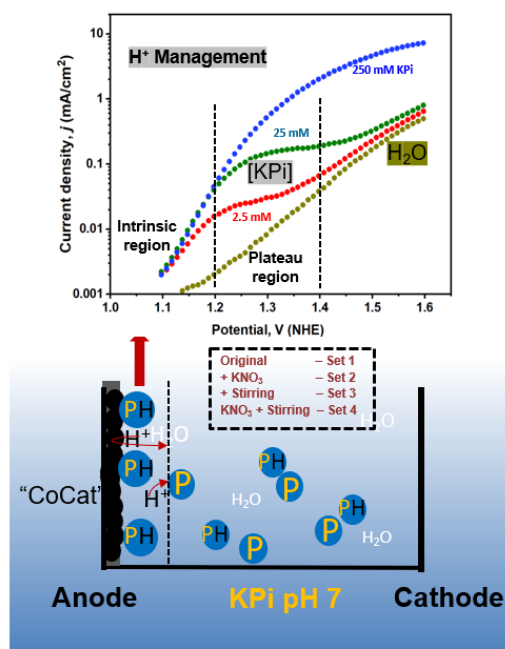 H⁺ Management
250 mM KPi
25 mM
[KPi]
H₂O
2.5 mM
Intrinsic
region
Plateau
region
Current density, j (mA/cm²)
10
1
0.1
0.01
0.001
1.0 1.1 1.2 1.3 1.4 1.5 1.6
Potential, V (NHE)
Original – Set 1
+ KNO₃ – Set 2
+ Stirring – Set 3
KNO₃ + Stirring – Set 4
H₂O
PH
H⁺ H₂O
PH
PH
P
"CoCat"
P
H⁺
H₂O
PH
H₂O
PH
PH
P
P
Anode
KPi pH 7
Cathode